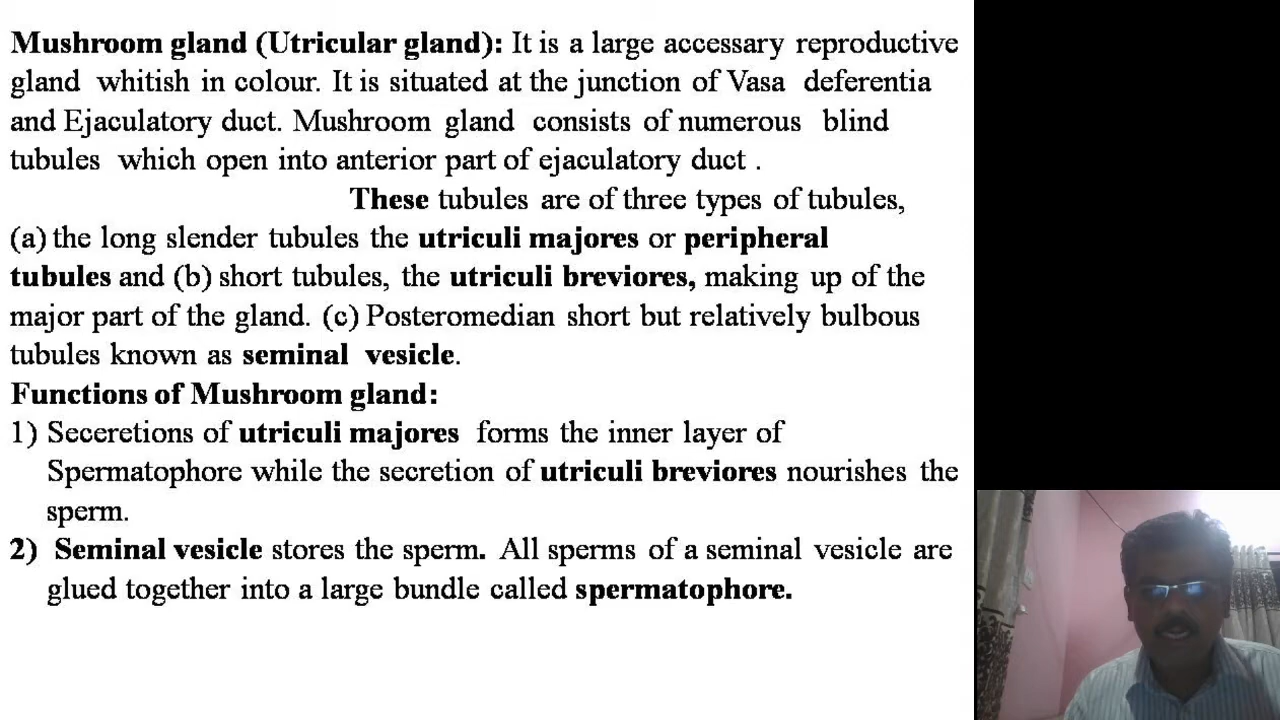 Mushroom gland (Utricular gland): It is a large accessary reproductive
gland whitish in colour. It is situated at the junction of Vasa deferentia
and Ejaculatory duct. Mushroom gland consists of numerous blind
tubules which open into anterior part of ejaculatory duct .
These tubules are of three types of tubules,
(a) the long slender tubules the utriculi majores or peripheral
tubules and (b) short tubules, the utriculi breviores, making up of the
major part of the gland. (c) Posteromedian short but relatively bulbous
tubules known as seminal vesicle.
Functions of Mushroom gland:
1) Seceretions of utriculi majores forms the inner layer of
Spermatophore while the secretion of utriculi breviores nourishes the
sperm.
2) Seminal vesicle stores the sperm. All sperms of a seminal vesicle are
glued together into a large bundle called spermatophore.